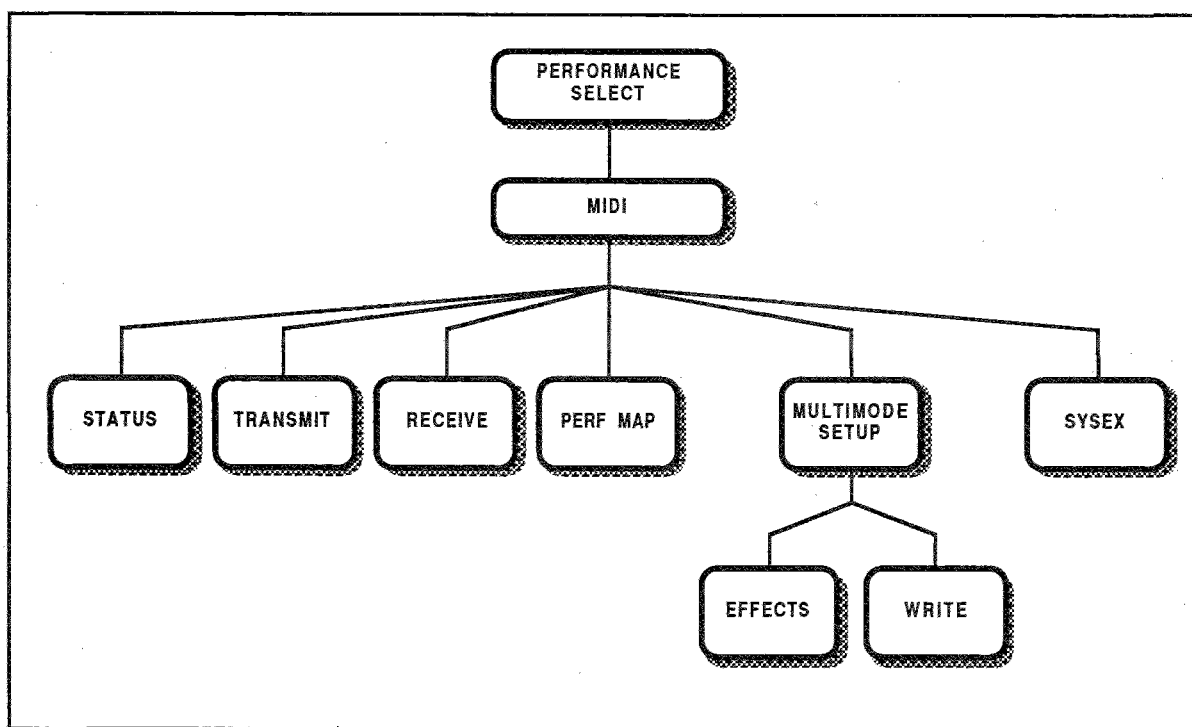 PERFORMANCE
SELECT
MIDI
STATUS
TRANSMIT
RECEIVE
PERF MAP
MULTIMODE
SETUP
SYSEX
EFFECTS
WRITE